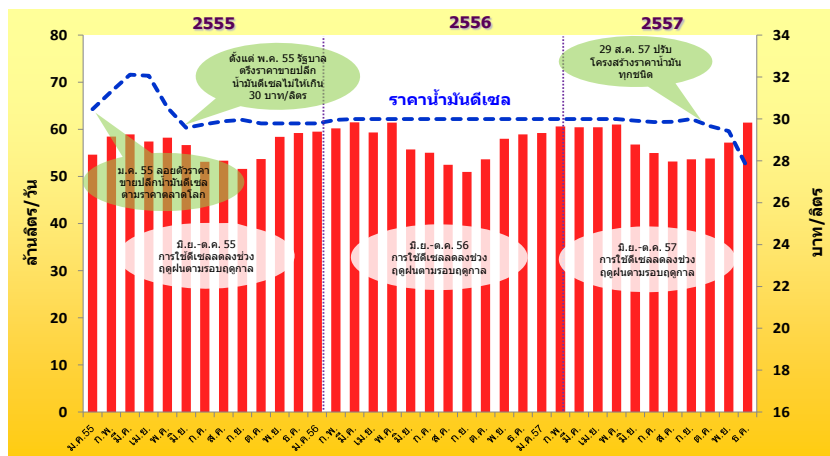 2555 2556 2557
80
70
60
50
40
30
20
10
0
ล้านลิตร/วัน
34
32
30
28
26
24
22
20
18
16
บาท/ลิตร
ตั้งแต่ พ.ค. 55 รัฐบาล
ตรึงราคาขายปลีก
น้ำมันดีเซลไม่ให้เกิน
30 บาท/ลิตร
29 ส.ค. 57 ปรับ
โครงสร้างราคาน้ำมัน
ทุกชนิด
ราคาน้ำมันดีเซล
ม.ค. 55 ลอยตัวราคา
ขายปลีกน้ำมันดีเซล
ตามราคาตลาดโลก
มิ.ย.-ต.ค. 55
การใช้ดีเซลลดลงช่วง
ฤดูฝนตามรอบฤดูกาล
มิ.ย.-ต.ค. 56
การใช้ดีเซลลดลงช่วง
ฤดูฝนตามรอบฤดูกาล
มิ.ย.-ต.ค. 57
การใช้ดีเซลลดลงช่วง
ฤดูฝนตามรอบฤดูกาล
ม.ค.55 ก.พ. มี.ค. เม.ย. พ.ค. มิ.ย. ก.ค. ส.ค. ก.ย. ต.ค. พ.ย. ธ.ค. ม.ค.56 ก.พ. มี.ค. เม.ย. พ.ค. มิ.ย. ก.ค. ส.ค. ก.ย. ต.ค. พ.ย. ธ.ค. ม.ค.57 ก.พ. มี.ค. เม.ย. พ.ค. มิ.ย. ก.ค. ส.ค. ก.ย. ต.ค. พ.ย. ธ.ค.